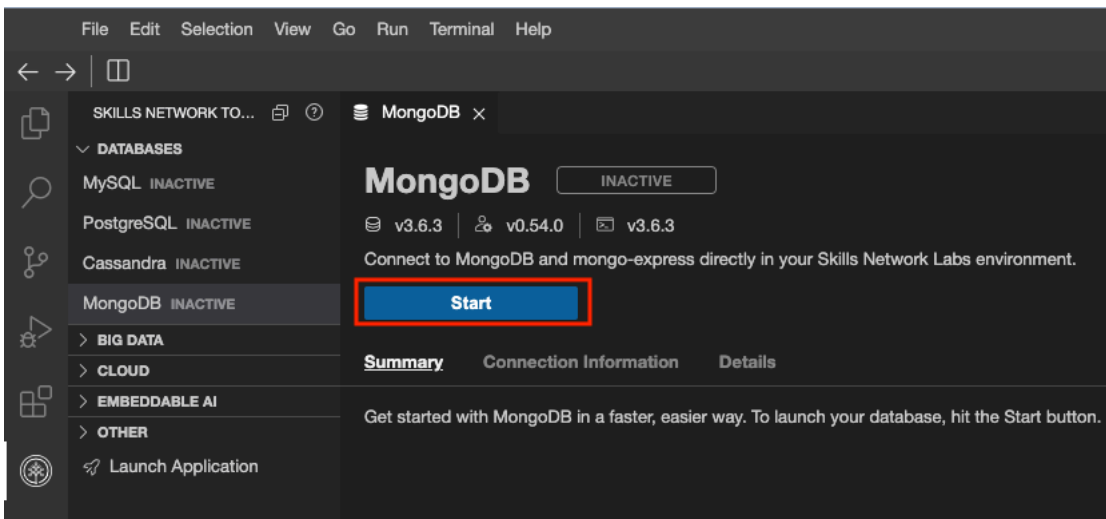 File Edit Selection View Go Run Terminal Help
SKILLS NETWORK TO...
DATABASES
MySQL INACTIVE
PostgreSQL INACTIVE
Cassandra INACTIVE
MongoDB INACTIVE
BIG DATA
CLOUD
EMBEDDABLE AI
OTHER
Launch Application
MongoDB
MongoDB INACTIVE
v3.6.3 v0.54.0 v3.6.3
Connect to MongoDB and mongo-express directly in your Skills Network Labs environment.
Start
Summary Connection Information Details
Get started with MongoDB in a faster, easier way. To launch your database, hit the Start button.